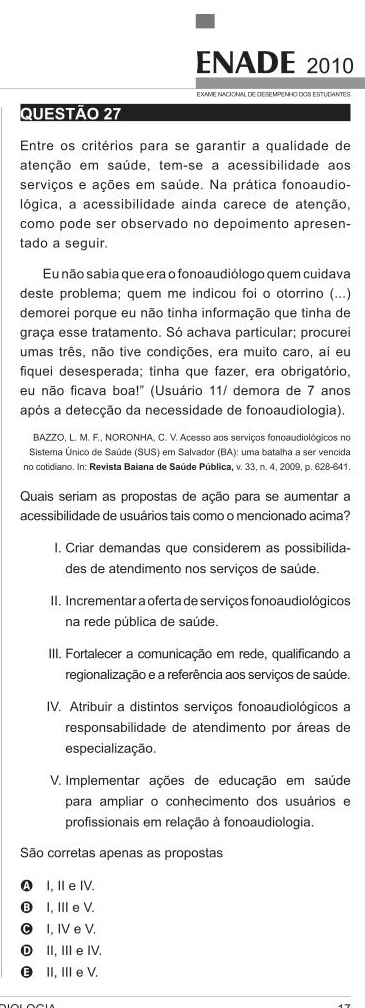 ENADE 2010
EXAME NACIONAL DE DESEMPENHO DOS ESTUDANTES
QUESTÃO 27
Entre os critérios para se garantir a qualidade de
atenção em saúde, tem-se a acessibilidade aos
serviços e ações em saúde. Na prática fonoaudio-
lógica, a acessibilidade ainda carece de atenção,
como pode ser observado no depoimento apresen-
tado a seguir.
Eu não sabia que era o fonoaudiólogo quem cuidava
deste problema; quem me indicou foi o otorrino (...)
demorei porque eu não tinha informação que tinha de
graça esse tratamento. Só achava particular; procurei
umas três, não tive condições, era muito caro, aí eu
fiquei desesperada; tinha que fazer, era obrigatório,
eu não ficava boa!” (Usuário 11/ demora de 7 anos
após a detecção da necessidade de fonoaudiologia).
BAZZO, L. M. F., NORONHA, C. V. Acesso aos serviços fonoaudiológicos no
Sistema Único de Saúde (SUS) em Salvador (BA): uma batalha a ser vencida
no cotidiano. In: Revista Baiana de Saúde Pública, v. 33, n. 4, 2009, p. 628-641.
Quais seriam as propostas de ação para se aumentar a
acessibilidade de usuários tais como o mencionado acima?
I. Criar demandas que considerem as possibilida-
des de atendimento nos serviços de saúde.
II. Incrementar a oferta de serviços fonoaudiológicos
na rede pública de saúde.
III. Fortalecer a comunicação em rede, qualificando a
regionalização e a referência aos serviços de saúde.
IV. Atribuir a distintos serviços fonoaudiológicos a
responsabilidade de atendimento por áreas de
especialização.
V. Implementar ações de educação em saúde
para ampliar o conhecimento dos usuários e
profissionais em relação à fonoaudiologia.
São corretas apenas as propostas
A I, II e IV.
B I, III e V.
C I, IV e V.
D II, III e IV.
E II, III e V.
DIOLOGIA 17